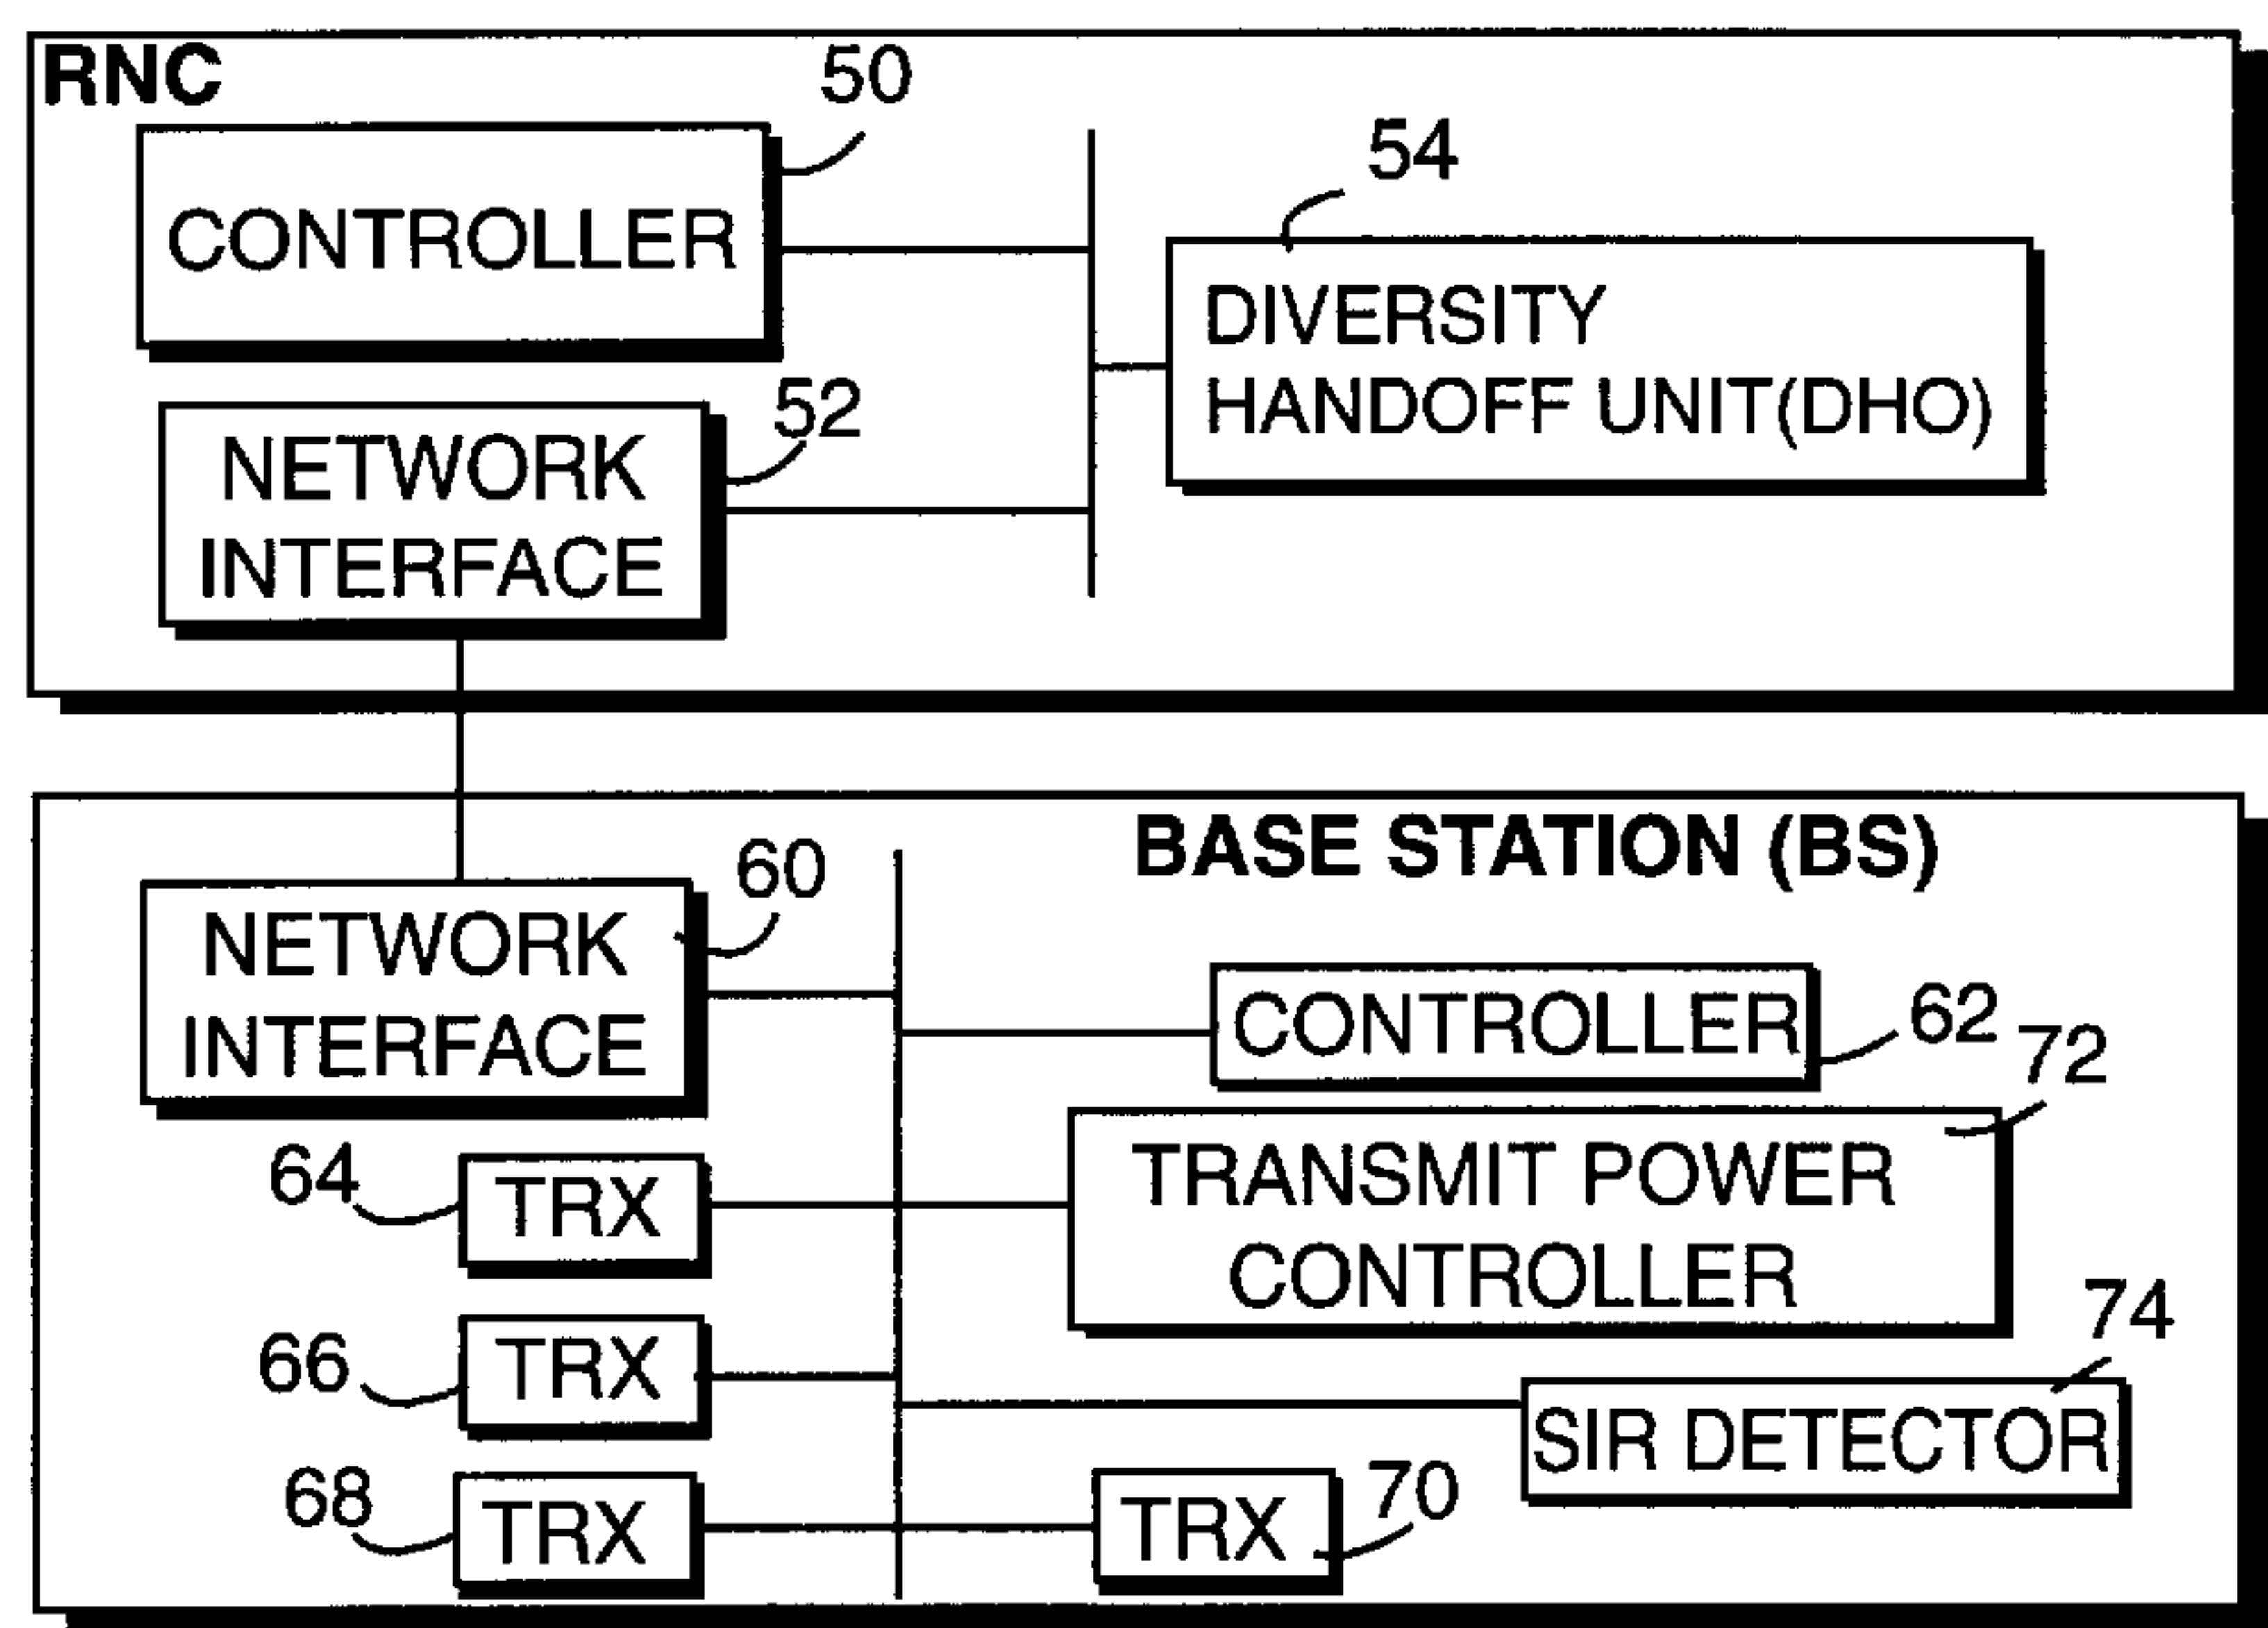 RNC
50
CONTROLLER
54
DIVERSITY
HANDOFF UNIT(DHO)
52
NETWORK
INTERFACE
BASE STATION (BS)
60
NETWORK
INTERFACE
CONTROLLER
62
72
TRANSMIT POWER
CONTROLLER
64
TRX
66
TRX
74
SIR DETECTOR
68
TRX
TRX
70